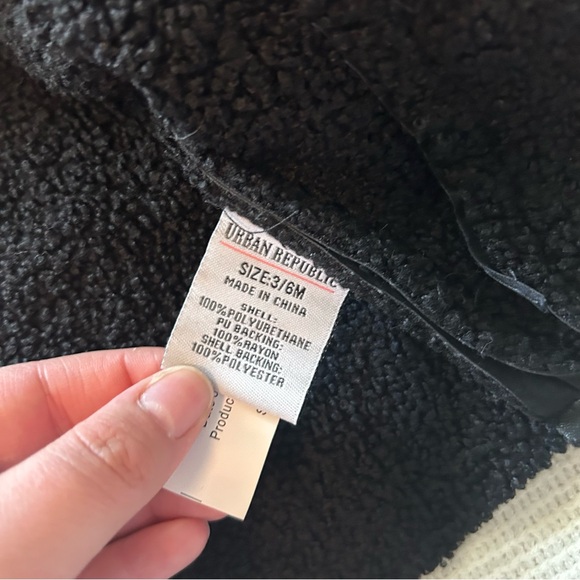 URBAN REPUBLIC
SIZE:3/6M
MADE IN CHINA
SHELL:
100%POLYURETHANE
PU BACKING:
100%RAYON
SHELL BACKING:
100%POLYESTER
Produc